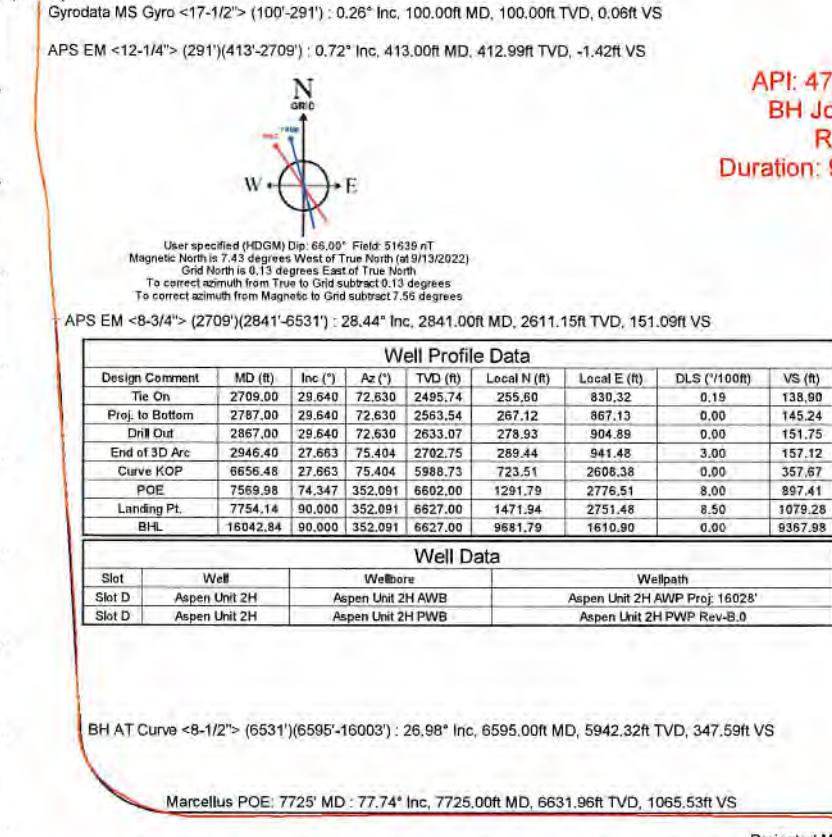 Gyrodata MS Gyro <17-1/2"> (100'-291') : 0.26° Inc, 100.00ft MD, 100.00ft TVD, 0.06ft VS
APS EM <12-1/4"> (291')(413'-2709') : 0.72° Inc, 413.00ft MD, 412.99ft TVD, -1.42ft VS
API: 47
BH Jo
R
Duration: 9
N
GRID
TRUE
W E
User specified (HDGM) Dip: 66.00° Field: 51639 nT
Magnetic North is 7.43 degrees West of True North (at 9/13/2022)
Grid North is 0.13 degrees East of True North
To correct azimuth from True to Grid subtract 0.13 degrees
To correct azimuth from Magnetic to Grid subtract 7.56 degrees
APS EM <8-3/4"> (2709')(2841'-6531') : 28.44° Inc, 2841.00ft MD, 2611.15ft TVD, 151.09ft VS
Well Profile Data
Design Comment MD (ft) Inc (°) Az (°) TVD (ft) Local N (ft) Local E (ft) DLS (°/100ft) VS (ft)
Tie On 2709.00 29.640 72.630 2495.74 255.60 830.32 0.19 138.90
Proj. to Bottom 2787.00 29.640 72.630 2563.54 267.12 867.13 0.00 145.24
Drill Out 2867.00 29.640 72.630 2633.07 278.93 904.89 0.00 151.75
End of 3D Arc 2946.40 27.663 75.404 2702.75 289.44 941.48 3.00 157.12
Curve KOP 6656.48 27.663 75.404 5988.73 723.51 2608.38 0.00 357.67
POE 7569.98 74.347 352.091 6602.00 1291.79 2776.51 8.00 897.41
Landing Pt. 7754.14 90.000 352.091 6627.00 1471.94 2751.48 8.50 1079.28
BHL 16042.84 90.000 352.091 6627.00 9681.79 1610.90 0.00 9367.98
Well Data
Slot Well Wellbore Wellpath
Slot D Aspen Unit 2H Aspen Unit 2H AWB Aspen Unit 2H AWP Proj: 16028'
Slot D Aspen Unit 2H Aspen Unit 2H PWB Aspen Unit 2H PWP Rev-B.0
BH AT Curve <8-1/2"> (6531')(6595'-16003') : 26.98° Inc, 6595.00ft MD, 5942.32ft TVD, 347.59ft VS
Marcellus POE: 7725' MD : 77.74° Inc, 7725.00ft MD, 6631.96ft TVD, 1065.53ft VS